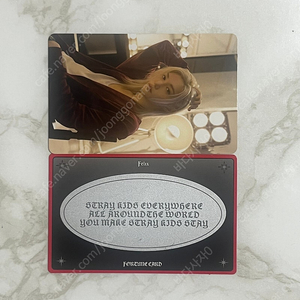 Felix
STRAY KIDS EVERYWHERE
ALL AROUND THE WORLD
YOU MAKE STRAY KIDS STAY
FORTUNE CARD